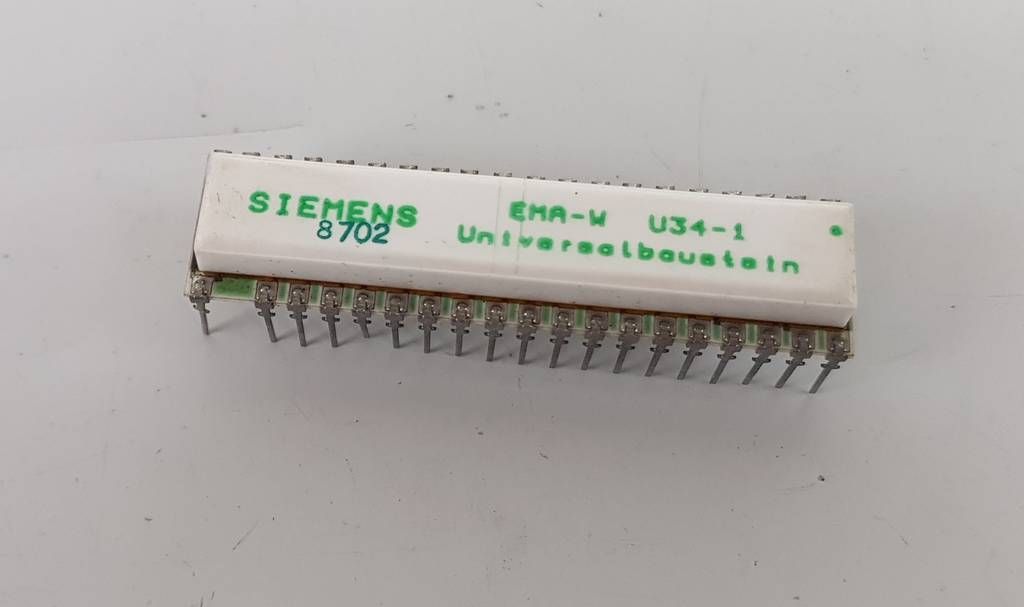 SIEMENS EMA-W U34-1
8702 Universalbaustein